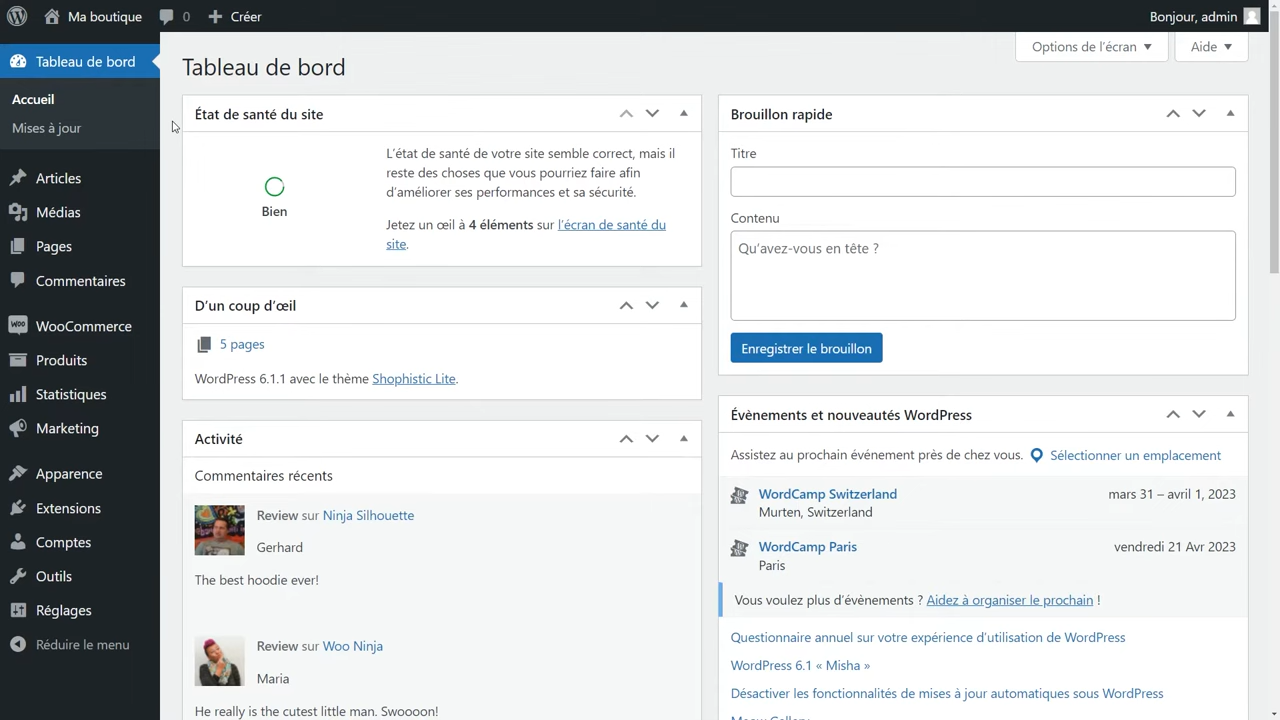 Ma boutique
0
Créer
Bonjour, admin
Tableau de bord
Accueil
Mises à jour
Articles
Médias
Pages
Commentaires
WooCommerce
Produits
Statistiques
Marketing
Apparence
Extensions
Comptes
Outils
Réglages
Réduire le menu
Options de l'écran
Aide
Tableau de bord
État de santé du site
Bien
L'état de santé de votre site semble correct, mais il
reste des choses que vous pourriez faire afin
d'améliorer ses performances et sa sécurité.
Jetez un œil à 4 éléments sur l'écran de santé du
site.
D'un coup d'œil
5 pages
WordPress 6.1.1 avec le thème Shophistic Lite.
Activité
Commentaires récents
Review sur Ninja Silhouette
Gerhard
The best hoodie ever!
Review sur Woo Ninja
Maria
He really is the cutest little man. Swoooon!
Brouillon rapide
Titre
Contenu
Qu'avez-vous en tête ?
Enregistrer le brouillon
Évènements et nouveautés WordPress
Assistez au prochain événement près de chez vous. Sélectionner un emplacement
WordCamp Switzerland
mars 31 – avril 1, 2023
Murten, Switzerland
WordCamp Paris
vendredi 21 Avr 2023
Paris
Vous voulez plus d'évènements ? Aidez à organiser le prochain !
Questionnaire annuel sur votre expérience d'utilisation de WordPress
WordPress 6.1 « Misha »
Désactiver les fonctionnalités de mises à jour automatiques sous WordPress